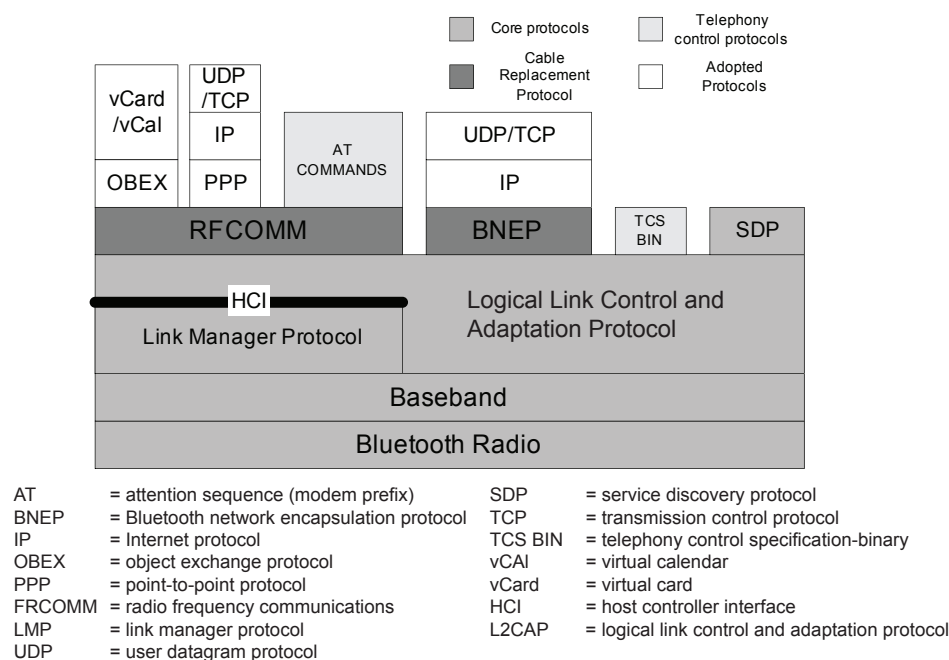 Core protocols
Telephony
control protocols
Cable
Replacement
Protocol
Adopted
Protocols
vCard
/vCal
UDP
/TCP
IP
AT
COMMANDS
UDP/TCP
OBEX
PPP
IP
RFCOMM
BNEP
TCS
BIN
SDP
HCI
Link Manager Protocol
Logical Link Control and
Adaptation Protocol
Baseband
Bluetooth Radio
AT = attention sequence (modem prefix)
BNEP = Bluetooth network encapsulation protocol
IP = Internet protocol
OBEX = object exchange protocol
PPP = point-to-point protocol
FRCOMM = radio frequency communications
LMP = link manager protocol
UDP = user datagram protocol
SDP = service discovery protocol
TCP = transmission control protocol
TCS BIN = telephony control specification-binary
vCAl = virtual calendar
vCard = virtual card
HCI = host controller interface
L2CAP = logical link control and adaptation protocol